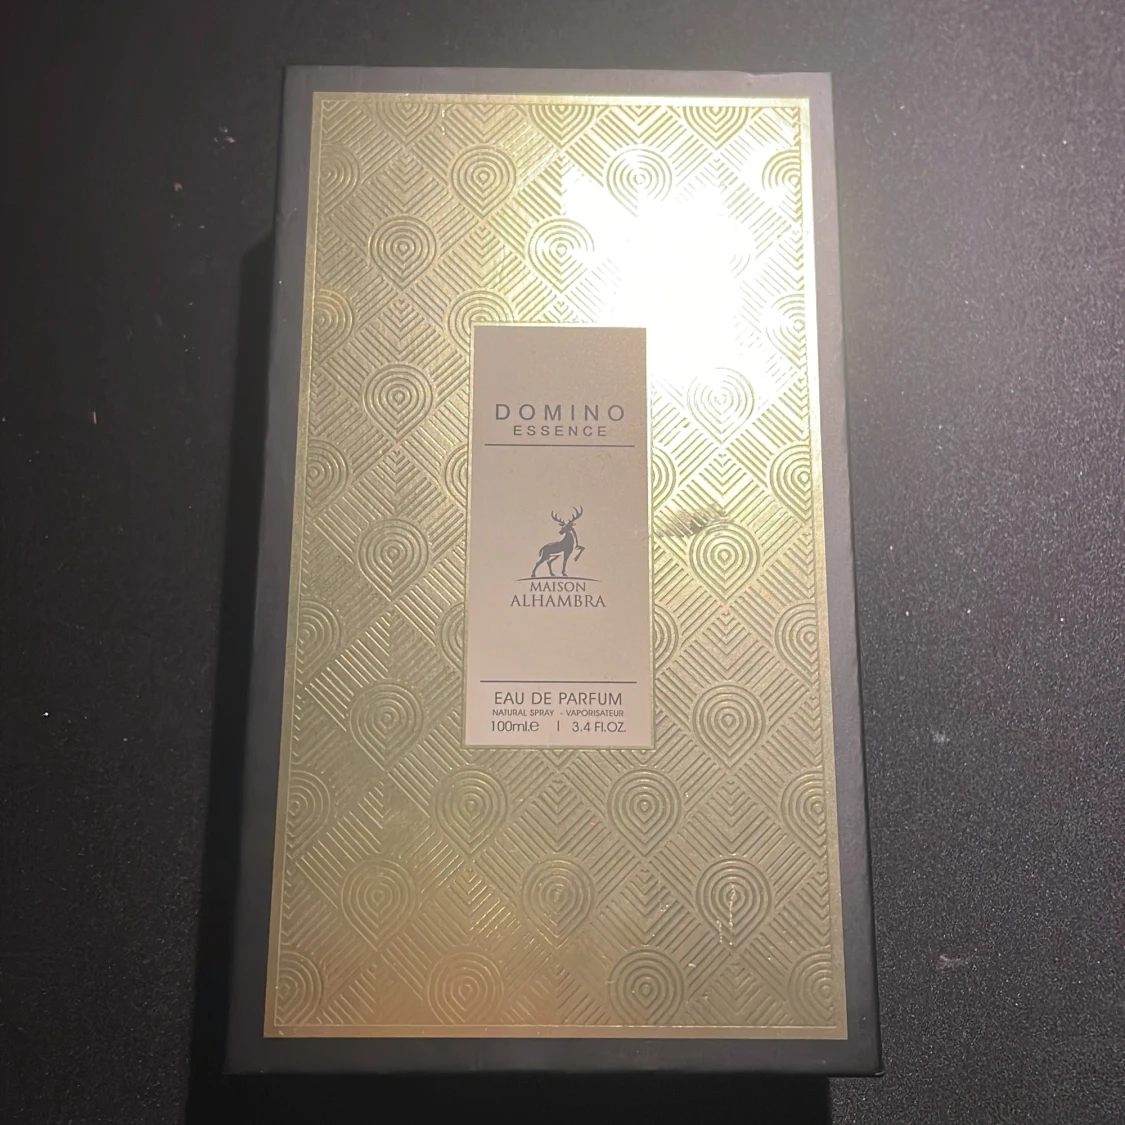 DOMINO
ESSENCE
MAISON
ALHAMBRA
EAU DE PARFUM
NATURAL SPRAY - VAPORISATEUR
100ml.e | 3.4 Fl.OZ.